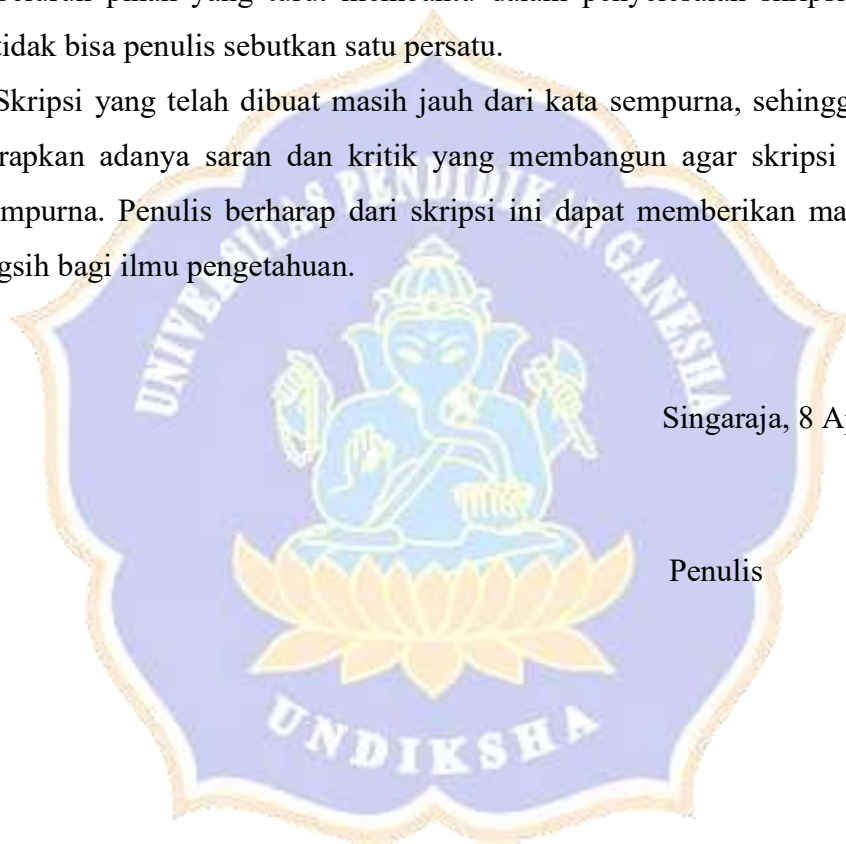 tidak bisa penulis sebutkan satu persatu.
Skripsi yang telah dibuat masih jauh dari kata sempurna, sehingg
rapkan adanya saran dan kritik yang membangun agar skripsi
mpurna. Penulis berharap dari skripsi ini dapat memberikan ma
gsih bagi ilmu pengetahuan.
UNIVERSITAS PENDIDIKAN GANESHA
Singaraja, 8 Ap
Penulis
UNDIKSHA